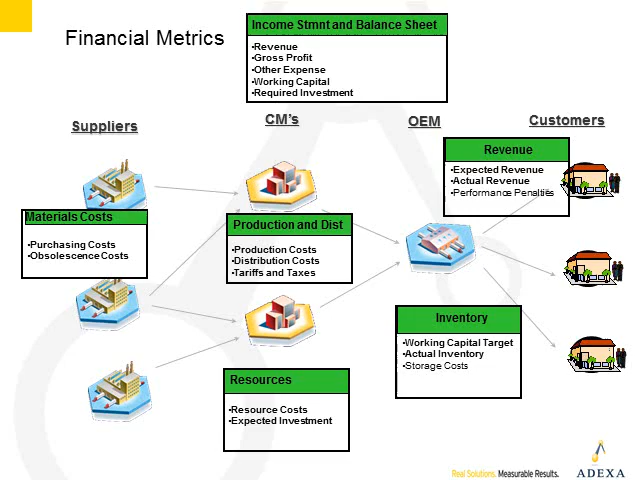 Financial Metrics
Income Stmnt and Balance Sheet
•Revenue
•Gross Profit
•Other Expense
•Working Capital
•Required Investment
Suppliers
CM's
OEM
Customers
Revenue
•Expected Revenue
•Actual Revenue
•Performance Penalties
Materials Costs
•Purchasing Costs
•Obsolescence Costs
Production and Dist
•Production Costs
•Distribution Costs
•Tariffs and Taxes
Inventory
•Working Capital Target
•Actual Inventory
•Storage Costs
Resources
•Resource Costs
•Expected Investment
Real Solutions. Measurable Results.
ADEXA